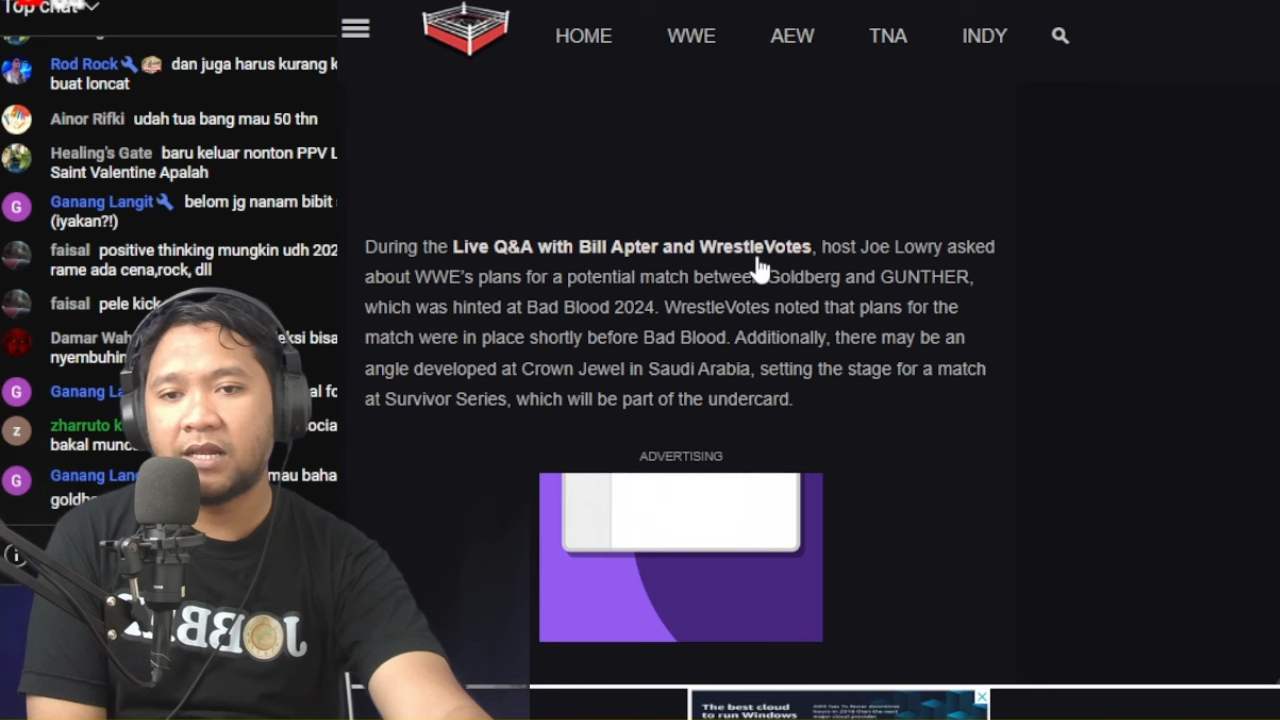 Top chat
HOME WWE AEW TNA INDY
Rod Rock dan juga harus kurang
buat loncat
Ainor Rifki udah tua bang mau 50 thn
Healing's Gate baru keluar nonton PPV
Saint Valentine Apalah
Ganang Langit belom jg nanam bibit
(iyakan?!)
faisal positive thinking mungkin udh 202
rame ada cena,rock, dll
faisal pele kick
Damar Wah bisa
nyembuhin
Ganang
zharruto
bakal
Ganang mau baha
During the Live Q&A with Bill Apter and WrestleVotes, host Joe Lowry asked
about WWE's plans for a potential match between Goldberg and GUNTHER,
which was hinted at Bad Blood 2024. WrestleVotes noted that plans for the
match were in place shortly before Bad Blood. Additionally, there may be an
angle developed at Crown Jewel in Saudi Arabia, setting the stage for a match
at Survivor Series, which will be part of the undercard.
ADVERTISING
JOBBER
The best cloud
to run Windows